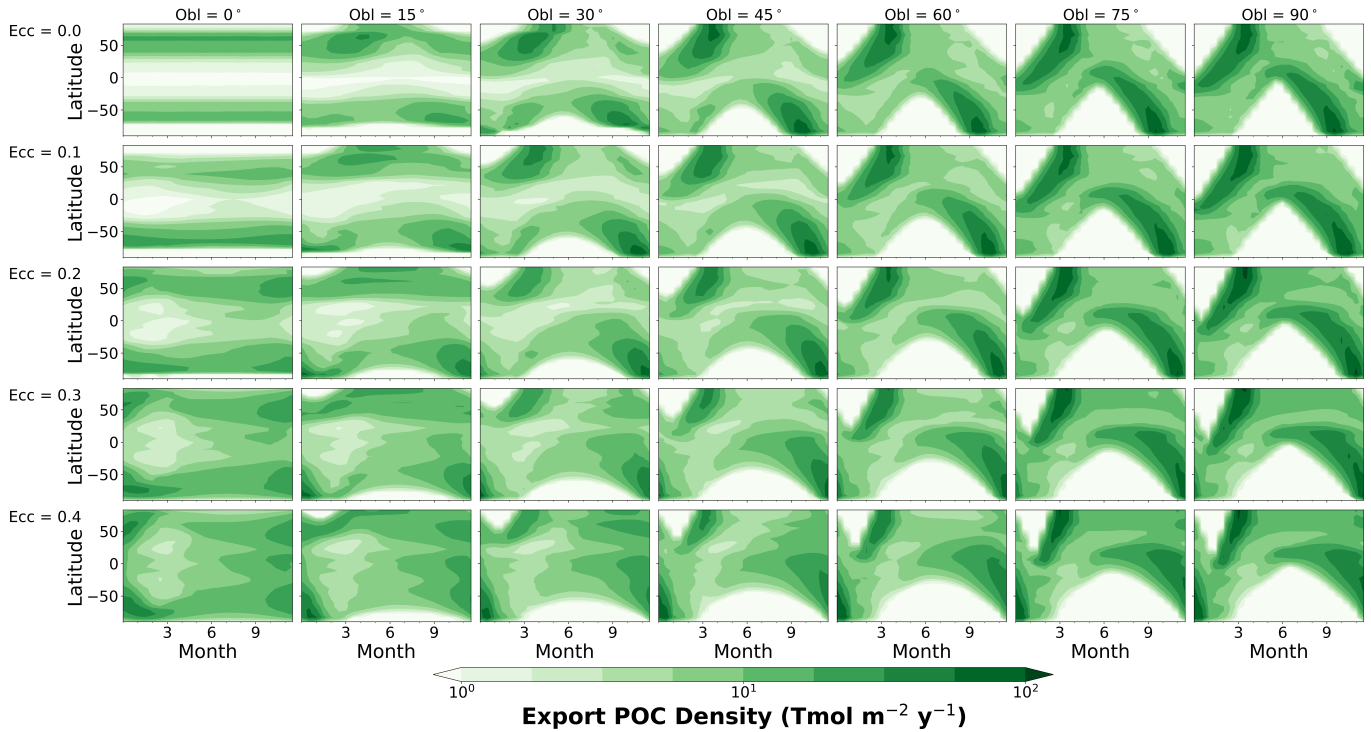 Obl = 0° Obl = 15° Obl = 30° Obl = 45° Obl = 60° Obl = 75° Obl = 90°
Ecc = 0.0
Latitude
50
0
−50
Ecc = 0.1
Latitude
50
0
−50
Ecc = 0.2
Latitude
50
0
−50
Ecc = 0.3
Latitude
50
0
−50
Ecc = 0.4
Latitude
50
0
−50
3 9 3 9 3 6 9 3 6 9 3 6 9 3 6 9 3 6 9
Month Month Month Month Month Month Month
10⁰ 10¹ 10²
Export POC Density (Tmol m⁻² y⁻¹)